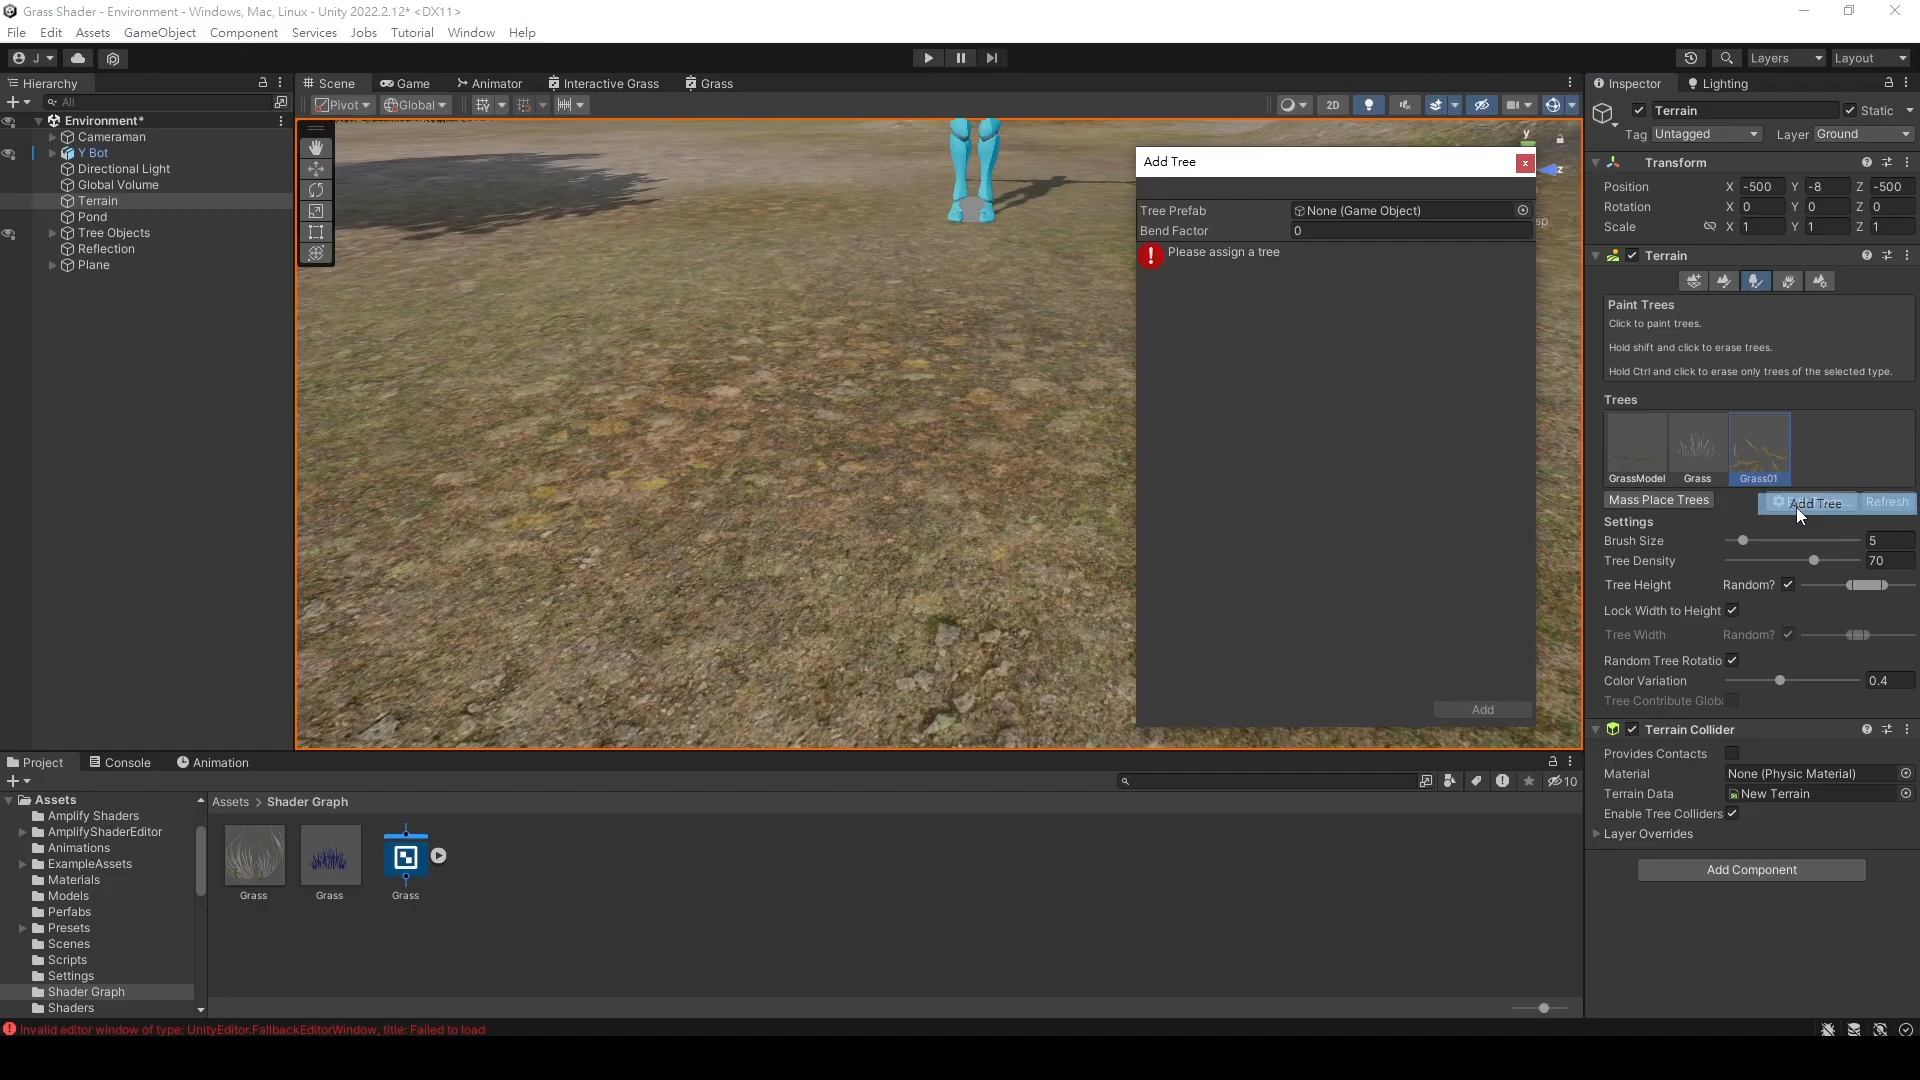 Grass Shader - Environment - Windows, Mac, Linux - Unity 2022.2.12* <DX11>
File Edit Assets GameObject Component Services Jobs Tutorial Window Help
J Layers Layout
Hierarchy
All
Environment*
Cameraman
Y Bot
Directional Light
Global Volume
Terrain
Pond
Tree Objects
Reflection
Plane
Scene Game Animator Interactive Grass Grass
Pivot Global 2D
y
z
Add Tree
x
Tree Prefab None (Game Object)
Bend Factor 0
Please assign a tree
Add
Inspector Lighting
Terrain Static
Tag Untagged Layer Ground
Transform
Position X -500 Y -8 Z -500
Rotation X 0 Y 0 Z 0
Scale X 1 Y 1 Z 1
Terrain
Paint Trees
Click to paint trees.
Hold shift and click to erase trees.
Hold Ctrl and click to erase only trees of the selected type.
Trees
GrassModel Grass Grass01
Mass Place Trees Add Tree Refresh
Settings
Brush Size 5
Tree Density 70
Tree Height Random?
Lock Width to Height
Tree Width Random?
Random Tree Rotatio
Color Variation 0.4
Tree Contribute Globa
Terrain Collider
Provides Contacts
Material None (Physic Material)
Terrain Data New Terrain
Enable Tree Colliders
Layer Overrides
Add Component
Project Console Animation
10
Assets
Amplify Shaders
AmplifyShaderEditor
Animations
ExampleAssets
Materials
Models
Perfabs
Presets
Scenes
Scripts
Settings
Shader Graph
Shaders
Assets > Shader Graph
Grass Grass Grass
Invalid editor window of type: UnityEditor.FallbackEditorWindow, title: Failed to load